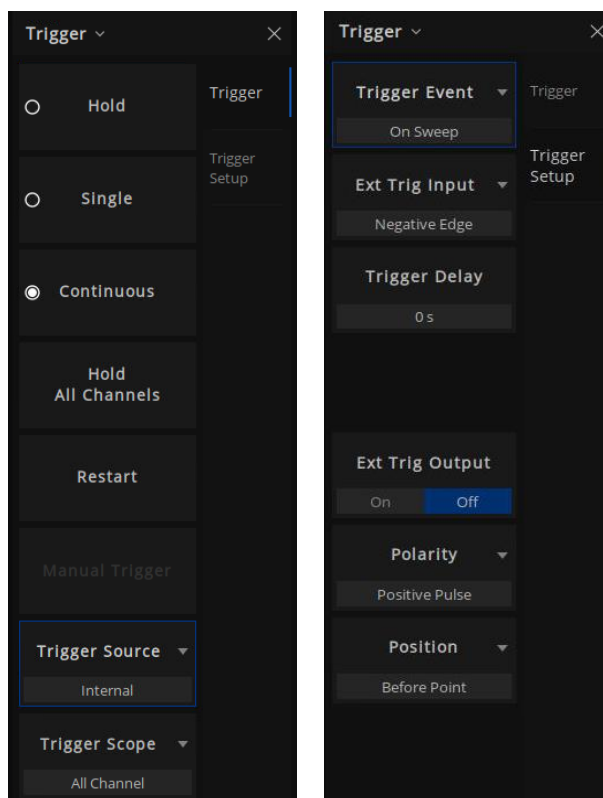 Trigger
Hold
Single
Continuous
Hold
All Channels
Restart
Manual Trigger
Trigger Source
Internal
Trigger Scope
All Channel
Trigger
Trigger
Setup
Trigger
Trigger Event
On Sweep
Ext Trig Input
Negative Edge
Trigger Delay
0 s
Ext Trig Output
On Off
Polarity
Positive Pulse
Position
Before Point
Trigger
Trigger
Setup